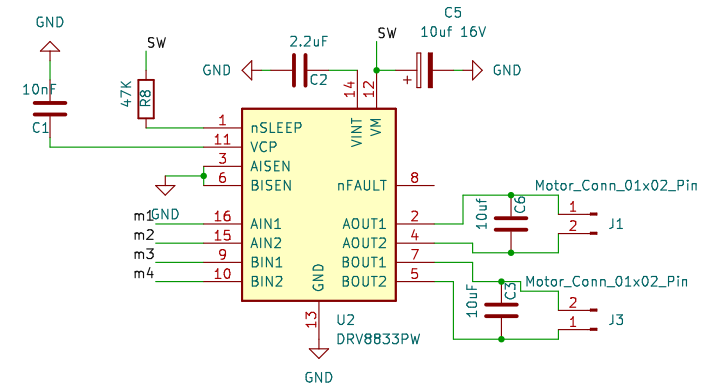 GND
SW
10nF
C1
47K
R8
GND
2.2uF
C2
SW
C5
10uf 16V
GND
14
12
VINT
VM
1
nSLEEP
11
VCP
3
AISEN
6
BISEN
GND
nFAULT
8
m1
16
AIN1
m2
15
AIN2
m3
9
BIN1
m4
10
BIN2
AOUT1
2
AOUT2
4
BOUT1
7
BOUT2
5
GND
13
U2
DRV8833PW
GND
10uf
C6
Motor_Conn_01x02_Pin
1
2
J1
10uF
C3
Motor_Conn_01x02_Pin
2
1
J3